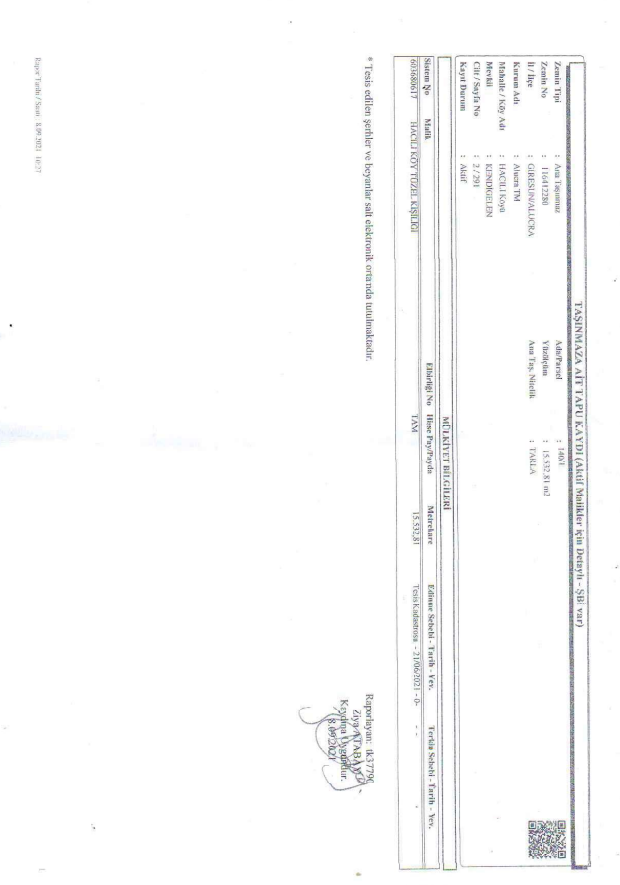 TAŞINMAZA AİT TAPU KAYDI (Aktif Malikler için Detaylı - ŞBİ var)
Zemin Tipi : Ana Taşınmaz Ada/Parsel : 140/1
Zemin No : 116412280 Yüzölçüm : 15.532,81 m2
İl / İlçe : GİRESUN/ALUCRA Ana Taş. Nitelik : TARLA
Kurum Adı : Alucra TM
Mahalle / Köy Adı : HACILI Köyü
Mevkii : KENDİGELEN
Cilt / Sayfa No : 2 / 291
Kayıt Durum : Aktif
MÜLKİYET BİLGİLERİ
Sistem No Malik Elbirliği No Hisse Pay/Payda Metrekare Edinme Sebebi - Tarih - Yev. Terkin Sebebi - Tarih - Yev.
603680617 HACILI KÖY TÜZEL KİŞİLİĞİ TAM 15.532,81 Tesis Kadastrosu - 21/06/2021 - 0- - -
* Tesis edilen şerhler ve beyanlar salt elektronik ortamda tutulmaktadır.
Raporlayan: tk37790
Ziya ATABAY
Kaydına Uygundur.
8.09.2021
Rapor Tarihi / Saati : 8.09.2021 10:27